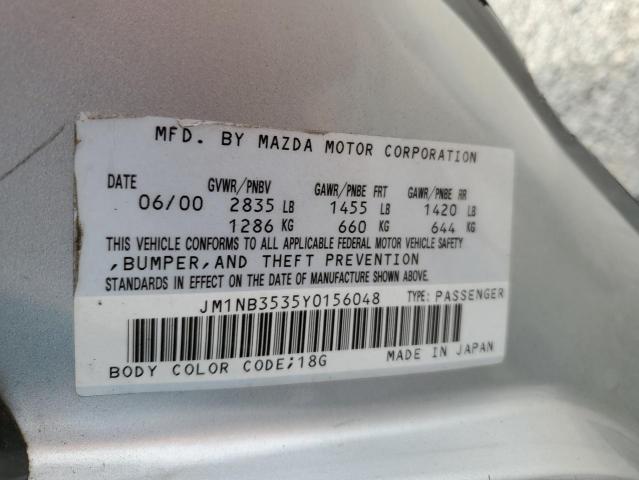 MFD. BY MAZDA MOTOR CORPORATION
DATE GVWR/PNBV GAWR/PNBE FRT GAWR/PNBE RR
06/00 2835 LB 1455 LB 1420 LB
1286 KG 660 KG 644 KG
THIS VEHICLE CONFORMS TO ALL APPLICABLE FEDERAL MOTOR VEHICLE SAFETY
,BUMPER,AND THEFT PREVENTION
STANDARDS IN EFFECT ON THE DATE OF MANUFACTURE SHOWN ABOVE.
JM1NB3535Y0156048 TYPE: PASSENGER
BODY COLOR CODE;18G MADE IN JAPAN